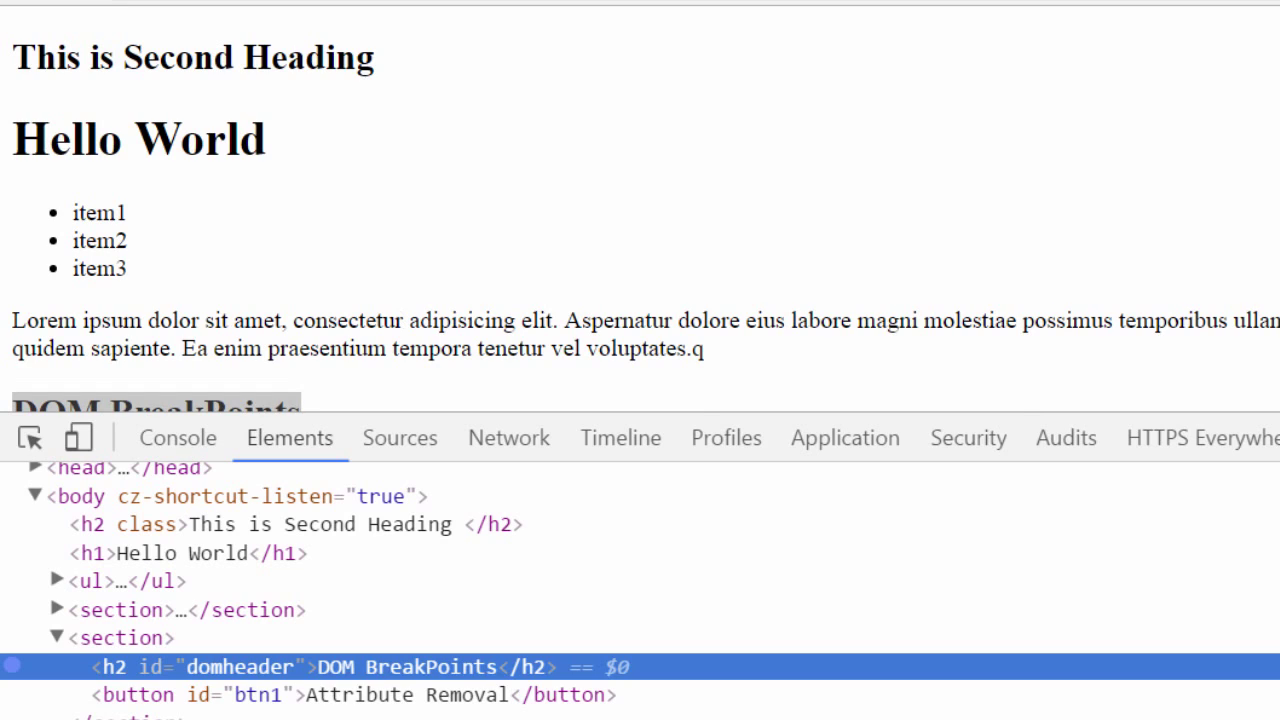 This is Second Heading
Hello World
item1
item2
item3
Lorem ipsum dolor sit amet, consectetur adipisicing elit. Aspernatur dolore eius labore magni molestiae possimus temporibus
quidem sapiente. Ea enim praesentium tempora tenetur vel voluptates.q
DOM BreakPoints
Console Elements Sources Network Timeline Profiles Application Security Audits HTTPS
<head>…</head>
<body cz-shortcut-listen="true">
<h2 class>This is Second Heading </h2>
<h1>Hello World</h1>
<ul>…</ul>
<section>…</section>
<section>
<h2 id="domheader">DOM BreakPoints</h2> == $0
<button id="btn1">Attribute Removal</button>